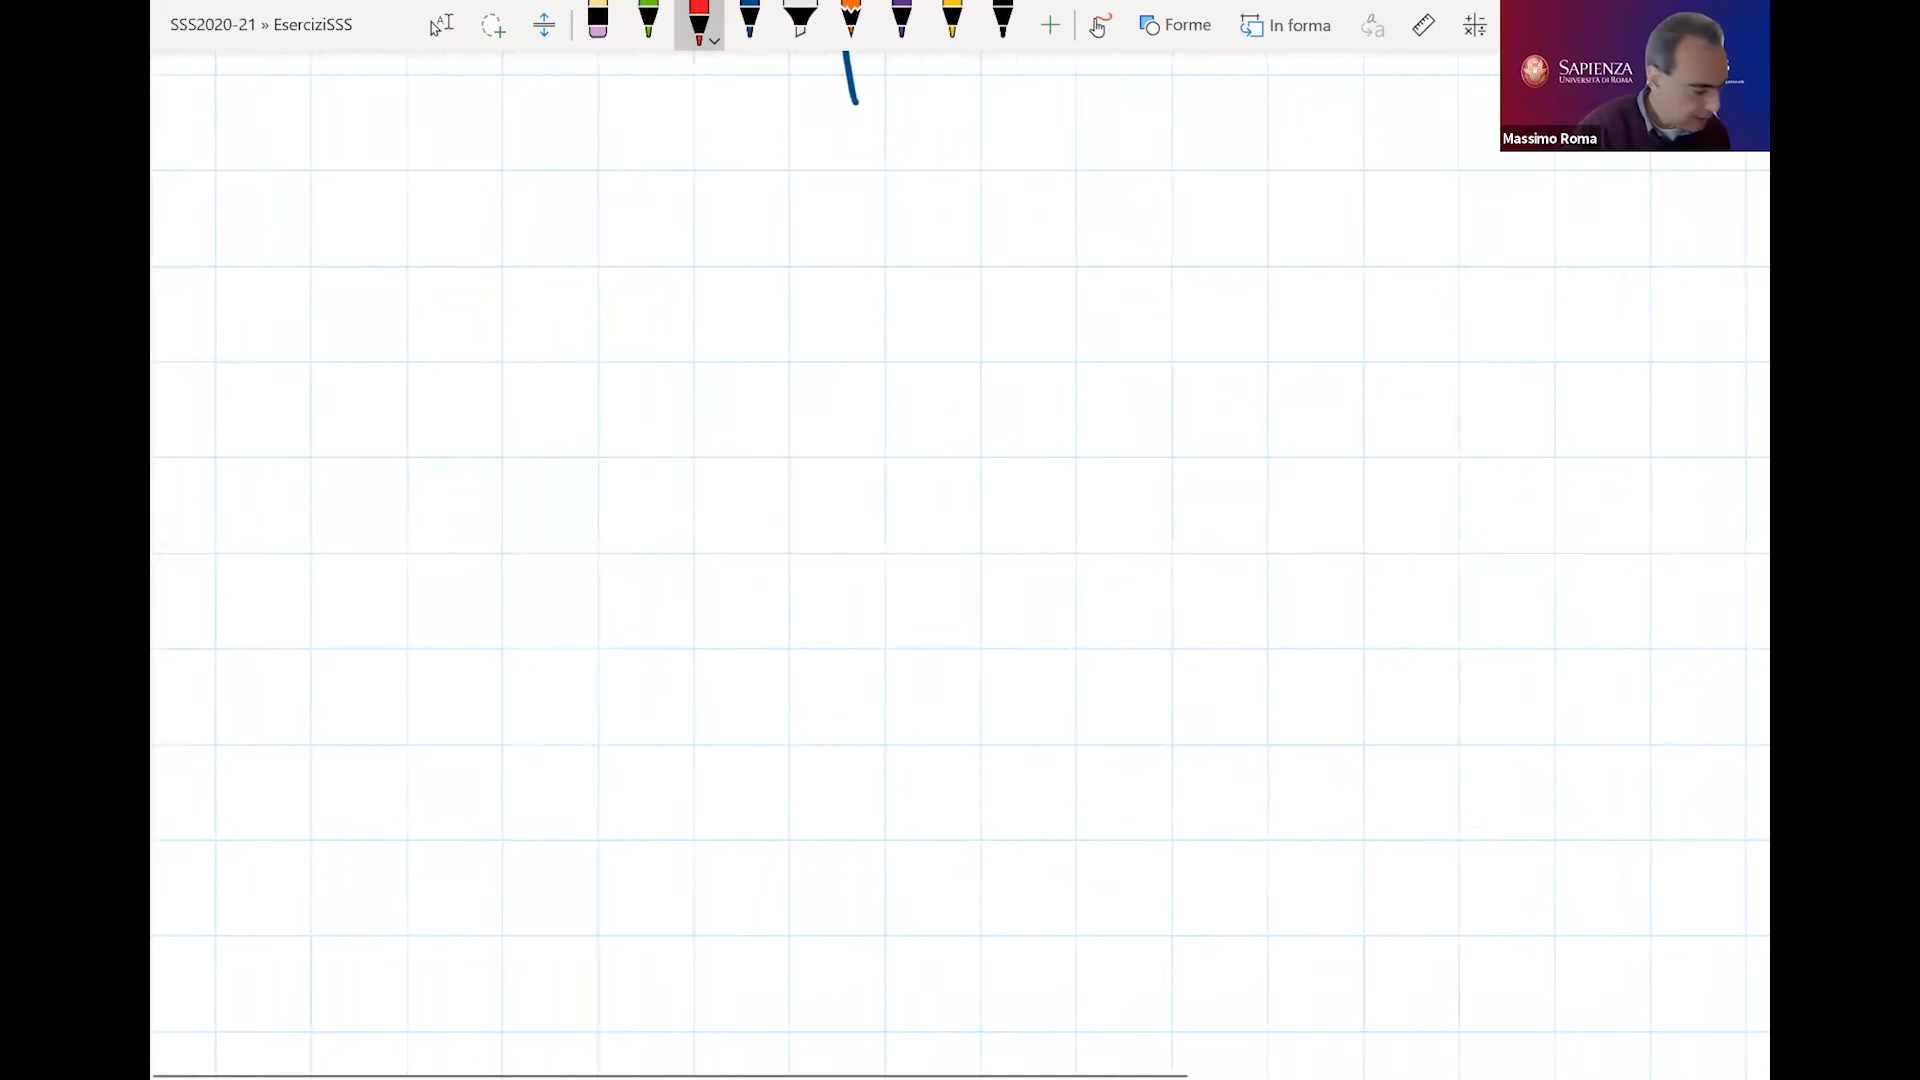 SSS2020-21 » EserciziSSS
Forme
In forma
SAPIENZA
UNIVERSITÀ DI ROMA
Massimo Roma